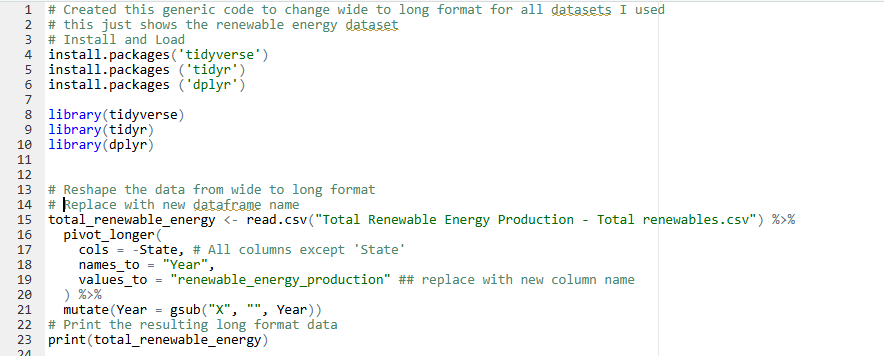 1 # Created this generic code to change wide to long format for all datasets I used
2 # this just shows the renewable energy dataset
3 # Install and Load
4 install.packages('tidyverse')
5 install.packages ('tidyr')
6 install.packages ('dplyr')
7
8 library(tidyverse)
9 library(tidyr)
10 library(dplyr)
11
12
13 # Reshape the data from wide to long format
14 # Replace with new dataframe name
15 total_renewable_energy <- read.csv("Total Renewable Energy Production - Total renewables.csv") %>%
16   pivot_longer(
17     cols = -State, # All columns except 'State'
18     names_to = "Year",
19     values_to = "renewable_energy_production" ## replace with new column name
20   ) %>%
21   mutate(Year = gsub("X", "", Year))
22 # Print the resulting long format data
23 print(total_renewable_energy)
24